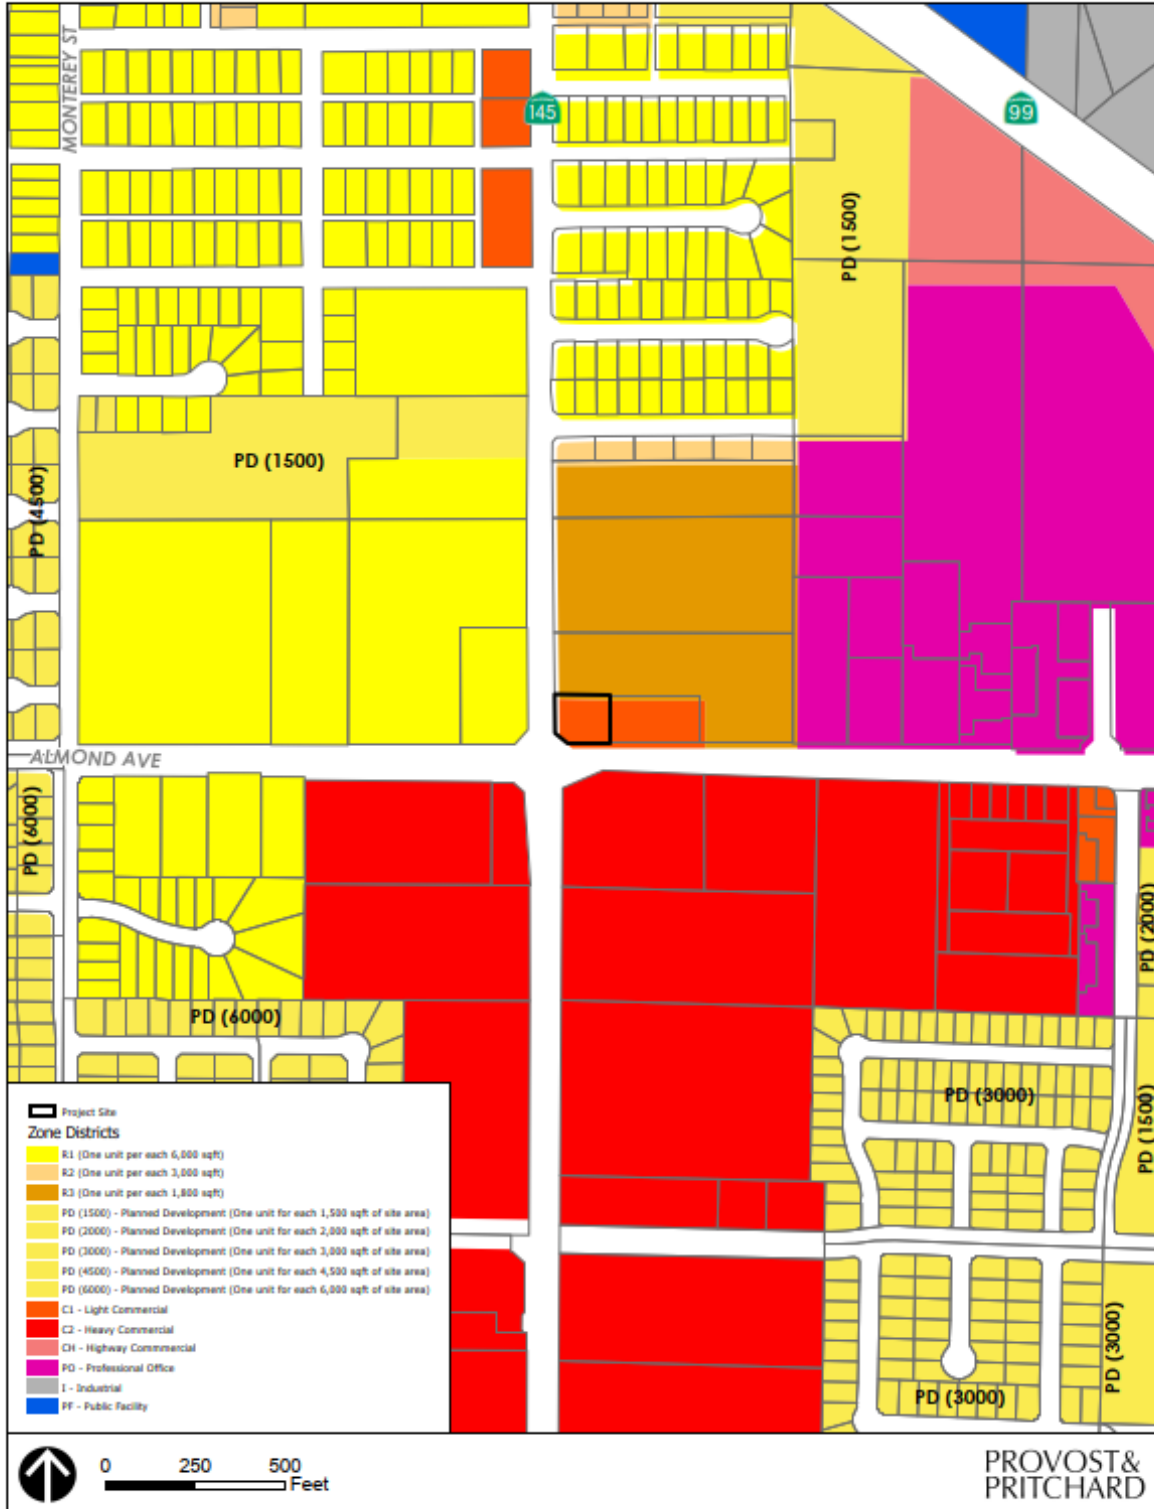 MONTEREY ST
145
99
PD (1500)
PD (1500)
PD (4500)
ALMOND AVE
PD (6000)
PD (2000)
PD (6000)
PD (3000)
PD (1500)
PD (3000)
PD (3000)
Project Site
Zone Districts
R1 (One unit per each 6,000 sqft)
R2 (One unit per each 3,000 sqft)
R3 (One unit per each 1,800 sqft)
PD (1500) - Planned Development (One unit for each 1,500 sqft of site area)
PD (2000) - Planned Development (One unit for each 2,000 sqft of site area)
PD (3000) - Planned Development (One unit for each 3,000 sqft of site area)
PD (4500) - Planned Development (One unit for each 4,500 sqft of site area)
PD (6000) - Planned Development (One unit for each 6,000 sqft of site area)
C1 - Light Commercial
C2 - Heavy Commercial
CH - Highway Commmercial
PO - Professional Office
I - Industrial
PF - Public Facility
0 250 500
Feet
PROVOST&
PRITCHARD